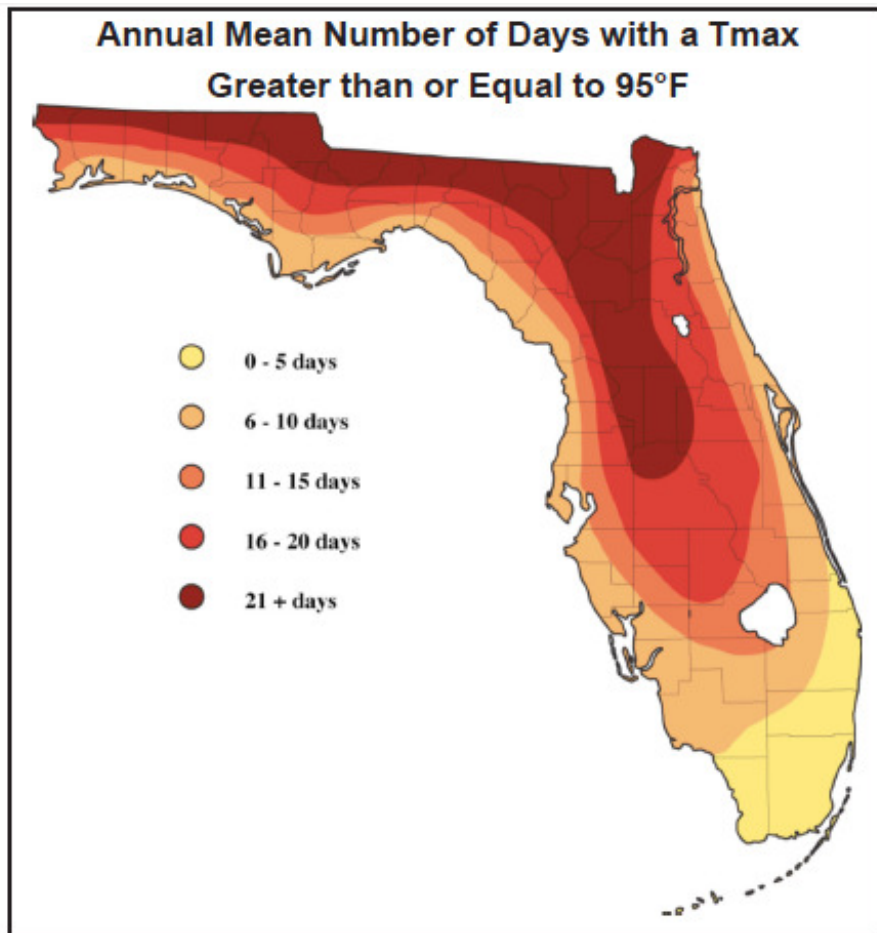 Annual Mean Number of Days with a Tmax
Greater than or Equal to 95°F
0 - 5 days
6 - 10 days
11 - 15 days
16 - 20 days
21 + days